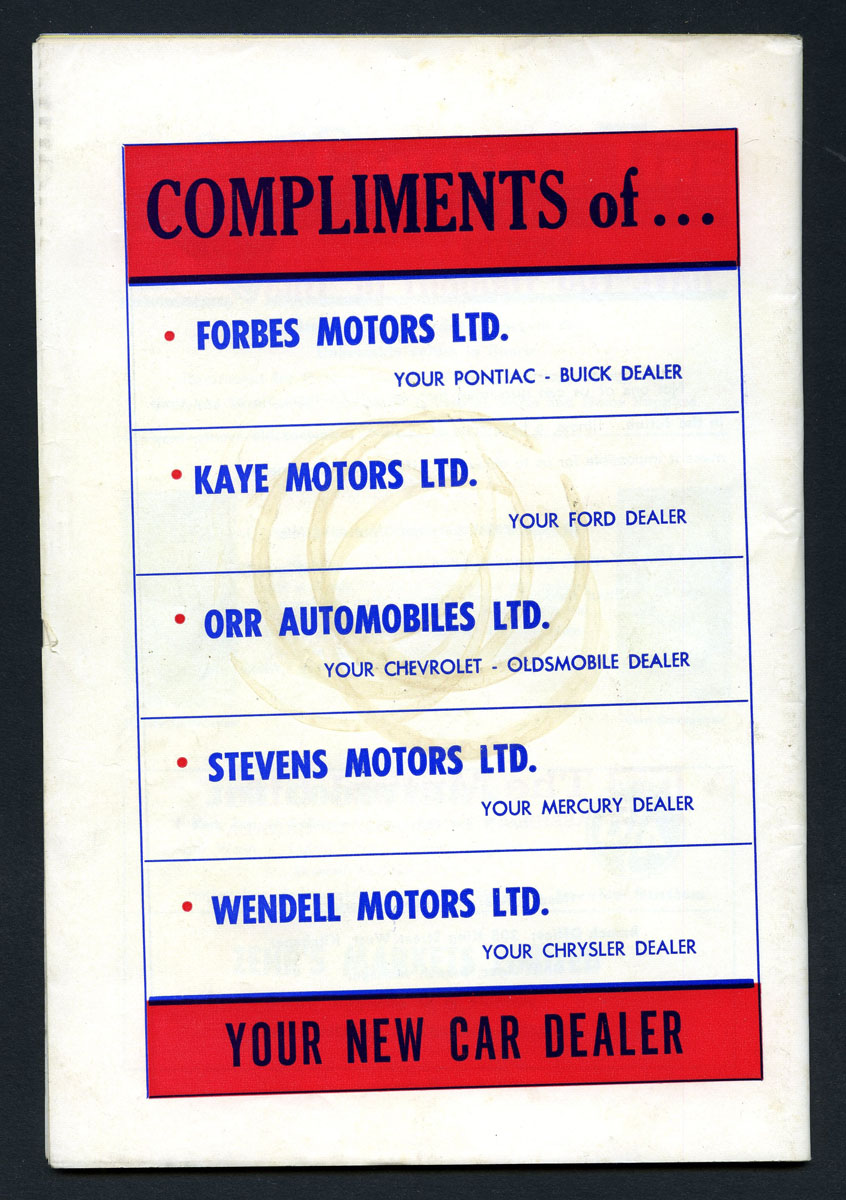 COMPLIMENTS of...
• FORBES MOTORS LTD.
YOUR PONTIAC - BUICK DEALER
• KAYE MOTORS LTD.
YOUR FORD DEALER
• ORR AUTOMOBILES LTD.
YOUR CHEVROLET - OLDSMOBILE DEALER
• STEVENS MOTORS LTD.
YOUR MERCURY DEALER
• WENDELL MOTORS LTD.
YOUR CHRYSLER DEALER
YOUR NEW CAR DEALER